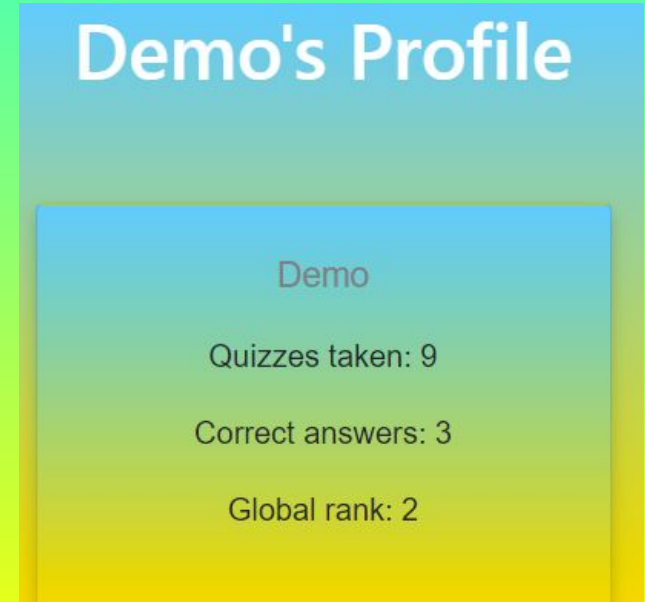 Demo's Profile
Demo
Quizzes taken: 9
Correct answers: 3
Global rank: 2